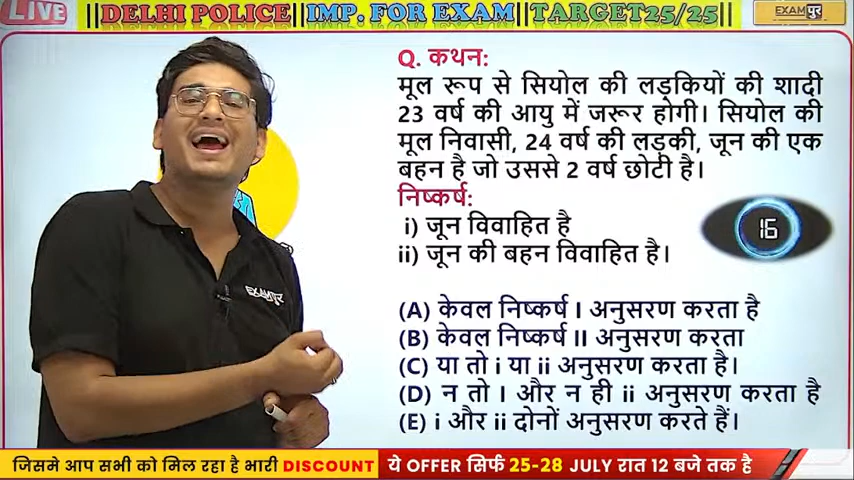 LIVE
||DELHI POLICE||IMP. FOR EXAM||TARGET25/25||
EXAMपुर
Q. कथन:
मूल रूप से सियोल की लड़कियों की शादी
23 वर्ष की आयु में जरूर होगी। सियोल की
मूल निवासी, 24 वर्ष की लड़की, जून की एक
बहन है जो उससे 2 वर्ष छोटी है।
निष्कर्ष:
i) जून विवाहित है
ii) जून की बहन विवाहित है।
16
EXAMपुर
(A) केवल निष्कर्ष I अनुसरण करता है
(B) केवल निष्कर्ष II अनुसरण करता
(C) या तो i या ii अनुसरण करता है।
(D) न तो I और न ही ii अनुसरण करता है
(E) i और ii दोनों अनुसरण करते हैं।
जिसमे आप सभी को मिल रहा है भारी DISCOUNT ये OFFER सिर्फ 25-28 JULY रात 12 बजे तक है